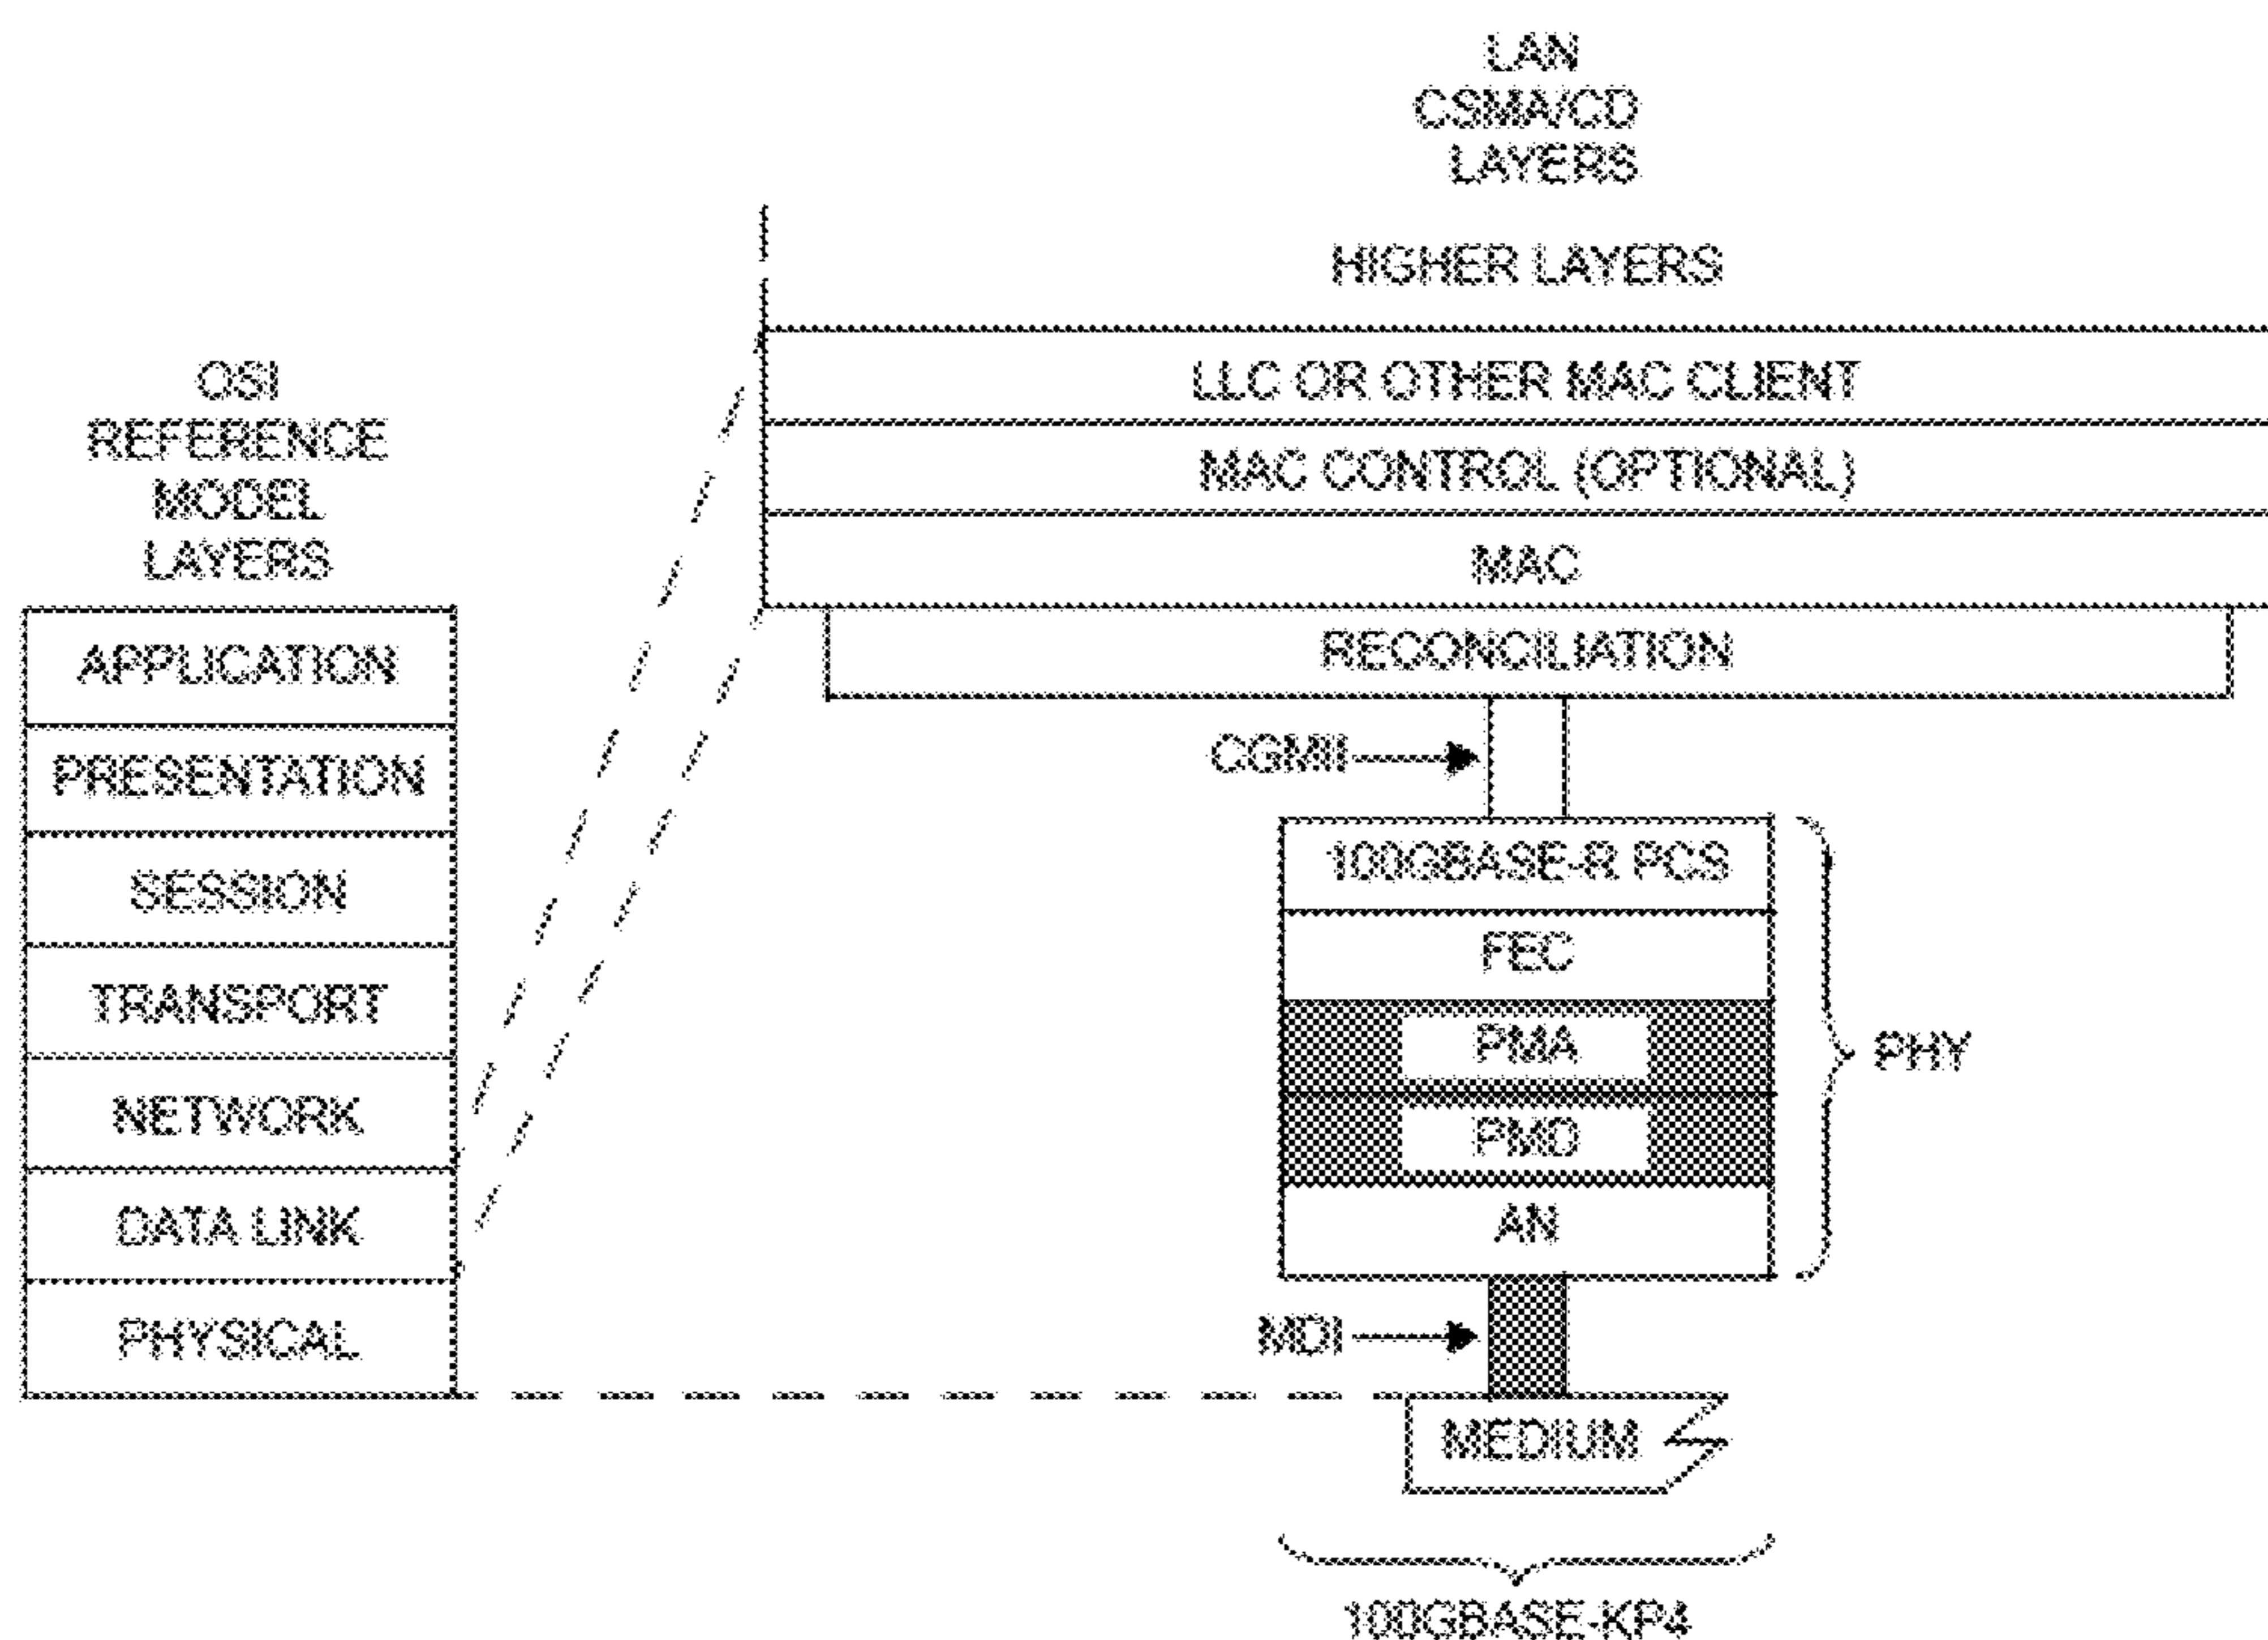 LAN
CSMA/CD
LAYERS
HIGHER LAYERS
LLC OR OTHER MAC CLIENT
MAC CONTROL (OPTIONAL)
MAC
RECONCILIATION
OSI
REFERENCE
MODEL
LAYERS
APPLICATION
PRESENTATION
SESSION
TRANSPORT
NETWORK
DATA LINK
PHYSICAL
CGMII
100GBASE-R PCS
FEC
PMA
PMD
AN
PHY
MDI
MEDIUM
100GBASE-KP4